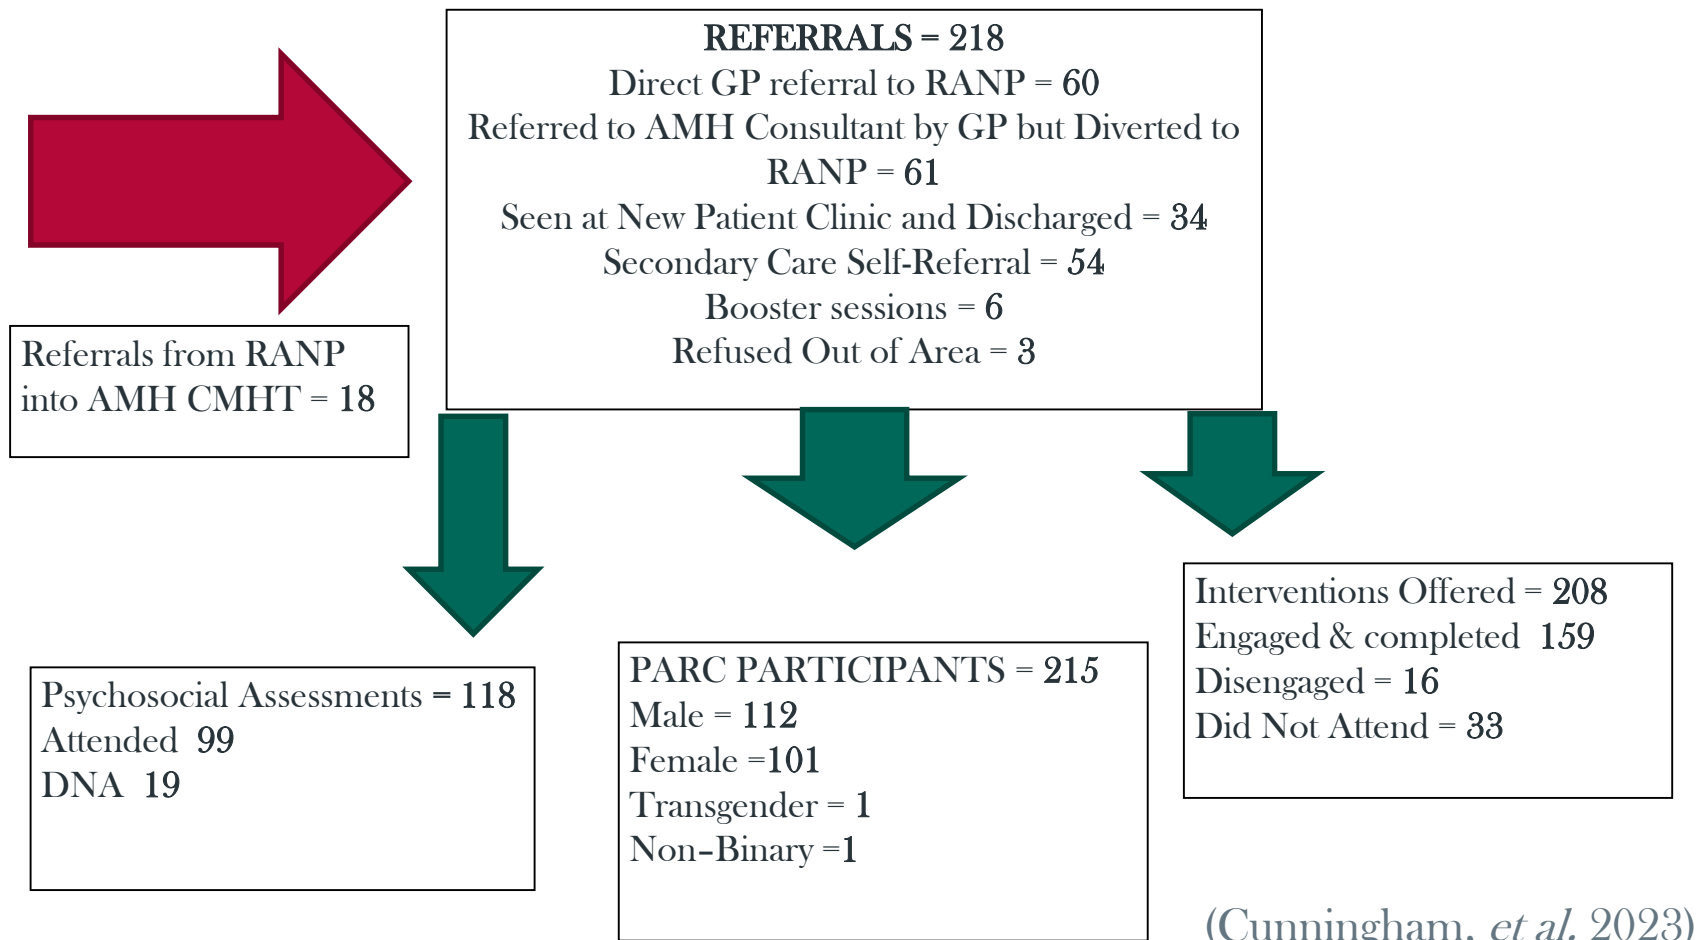 REFERRALS = 218
Direct GP referral to RANP = 60
Referred to AMH Consultant by GP but Diverted to
RANP = 61
Seen at New Patient Clinic and Discharged = 34
Secondary Care Self-Referral = 54
Booster sessions = 6
Refused Out of Area = 3
Referrals from RANP
into AMH CMHT = 18
Psychosocial Assessments = 118
Attended 99
DNA 19
PARC PARTICIPANTS = 215
Male = 112
Female =101
Transgender = 1
Non-Binary =1
Interventions Offered = 208
Engaged & completed 159
Disengaged = 16
Did Not Attend = 33
(Cunningham, et al. 2023)